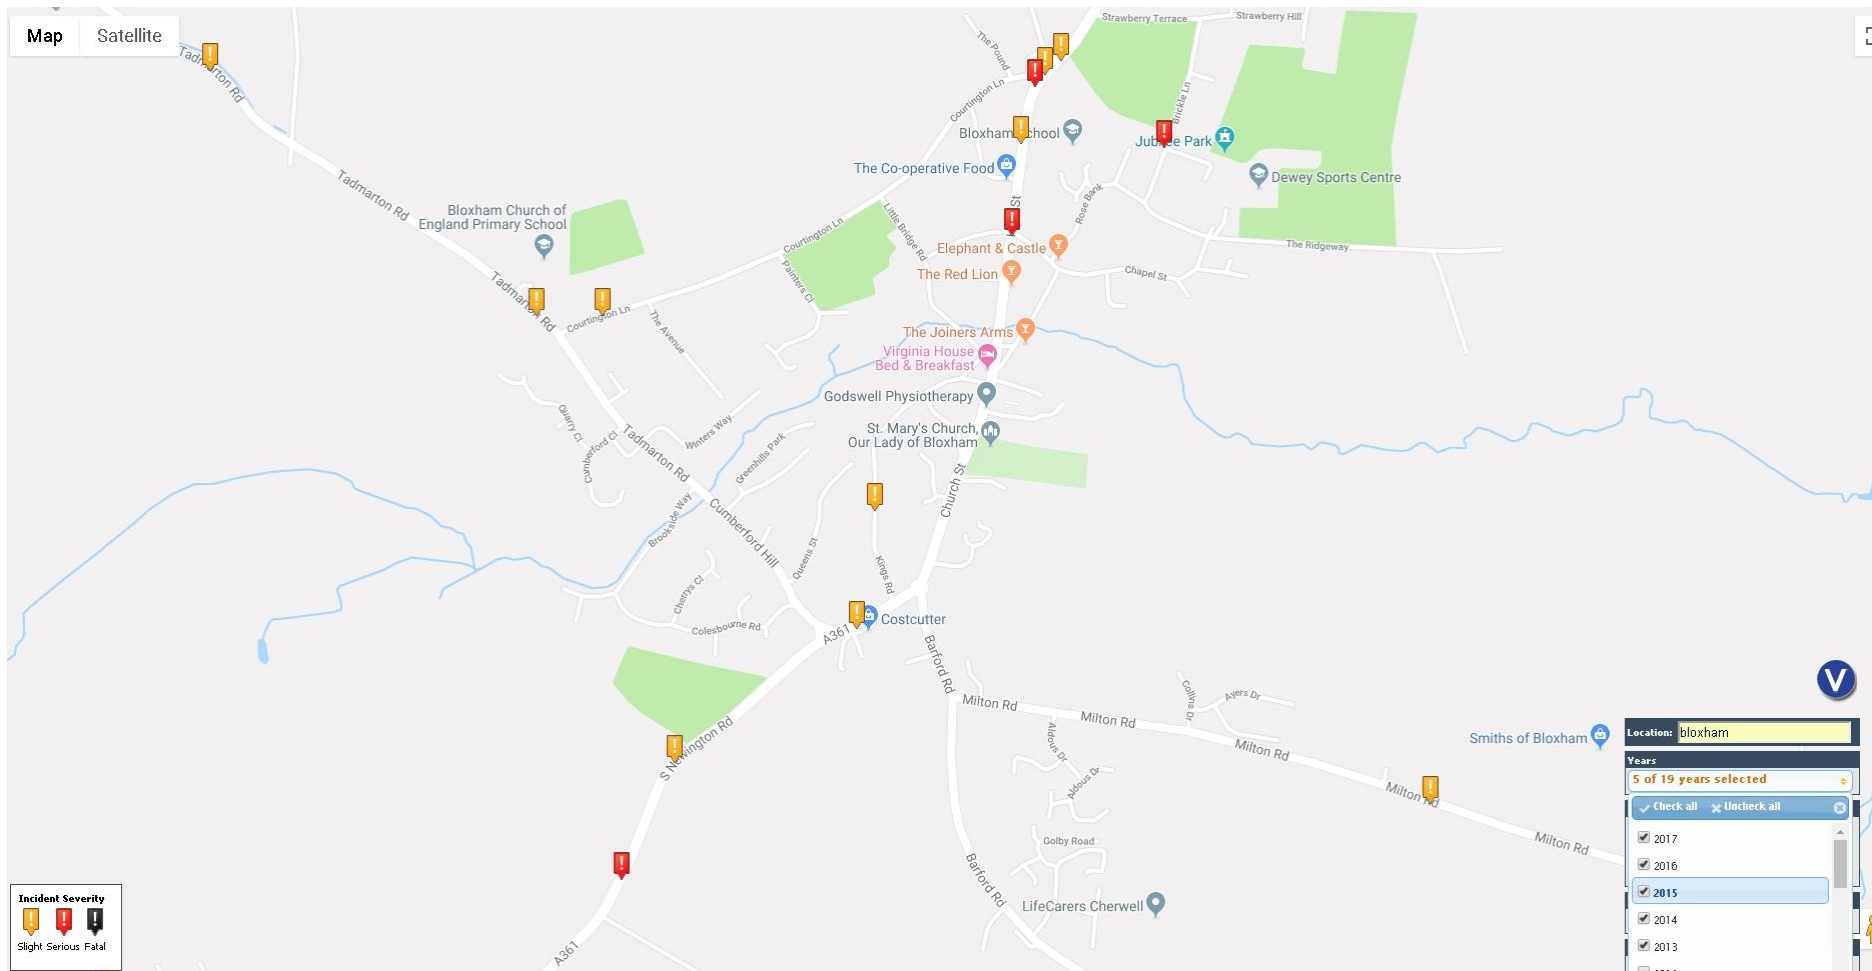 Map
Satellite
Strawberry Terrace
Strawberry Hill
The Pound
Tadmarton Rd
Courtington Ln
Brickle Ln
Bloxham School
Jubilee Park
The Co-operative Food
Dewey Sports Centre
Tadmarton Rd
Rose Bank
St
Bloxham Church of
England Primary School
Little Bridge Rd
Courtington Ln
Elephant & Castle
The Ridgeway
The Red Lion
Chapel St
Painters Cl
Tadmarton Rd
Courtington Ln
The Avenue
The Joiners Arms
Virginia House
Bed & Breakfast
Godswell Physiotherapy
Quarry Cl
Winters Way
St. Mary's Church,
Our Lady of Bloxham
Cumberford Cl
Tadmarton Rd
Greenhills Park
Church St
Brookside Way
Cumberford Hill
Queens St
Kings Rd
Cherrys Cl
Colesbourne Rd
A361
Costcutter
Barford Rd
Milton Rd
Milton Rd
Collins Dr
Ayers Dr
Aldous Dr
Milton Rd
Smiths of Bloxham
S Newington Rd
Aldous Dr
Milton Rd
Milton Rd
Golby Road
Barford Rd
LifeCarers Cherwell
A361
V
Location: bloxham
Years
5 of 19 years selected
Check all Uncheck all
2017
2016
2015
2014
2013
Incident Severity
Slight Serious Fatal